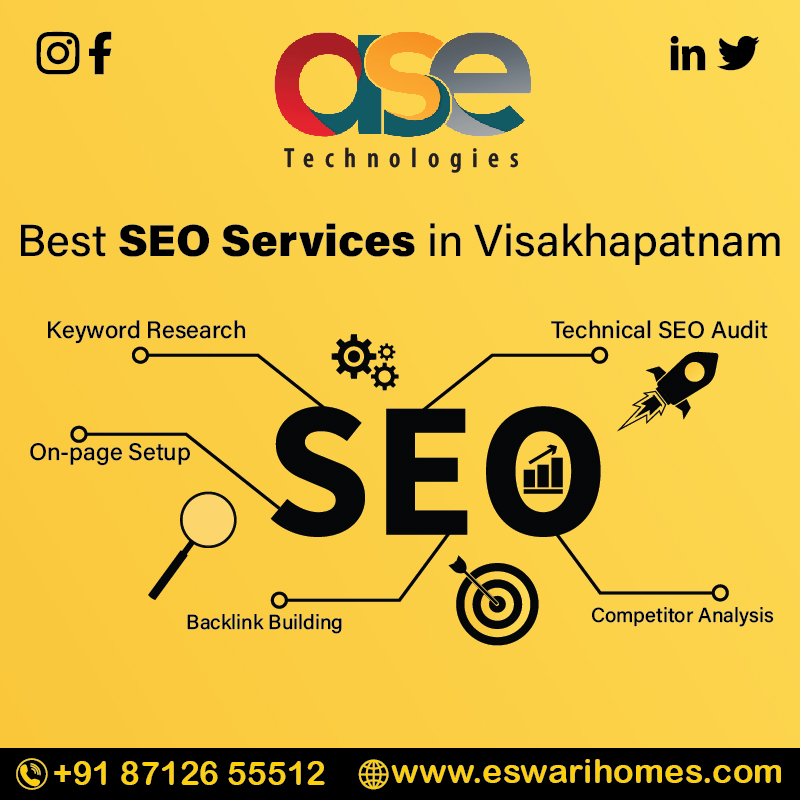 ase
Technologies
Best SEO Services in Visakhapatnam
Keyword Research
Technical SEO Audit
On-page Setup
SEO
Backlink Building
Competitor Analysis
+91 87126 55512
www.eswarihomes.com